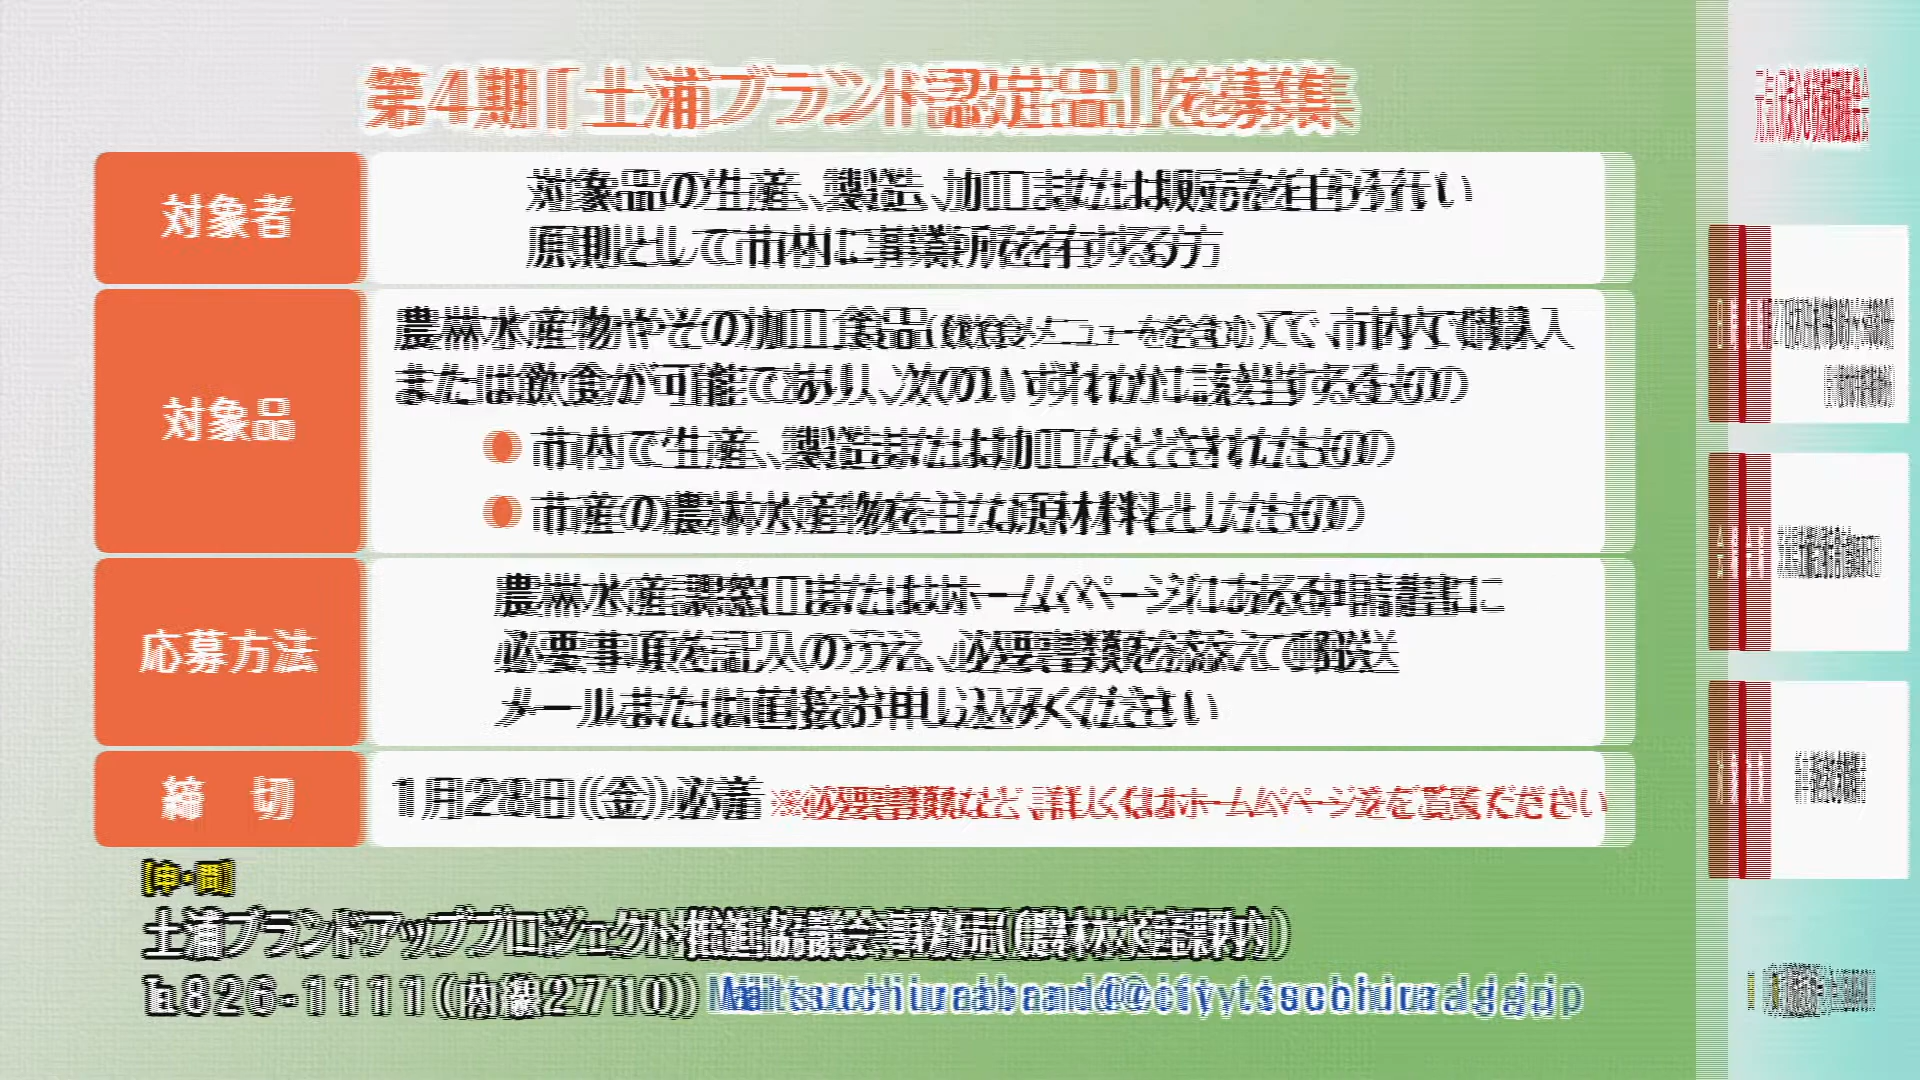 第4期「土浦ブランド認定品」を募集
対象者
対象品の生産、製造、加工または販売を自ら行い
原則として市内に事業所を有する方
対象品
農林水産物やその加工食品（飲食メニューを含む）で、市内で購入
または飲食が可能であり、次のいずれかに該当するもの
市内で生産、製造または加工などされたもの
市産の農林水産物を主な原材料としたもの
応募方法
農林水産課窓口または市ホームページにある申請書に
必要事項を記入のうえ、必要書類を添えて郵送
メールまたは直接お申し込みください
締 切
1月28日（金）必着 ※必要書類など、詳しくはホームページをご覧ください
[申・問]
土浦ブランドアッププロジェクト推進協議会事務局（農林水産課内）
℡826-1111（内線2710）